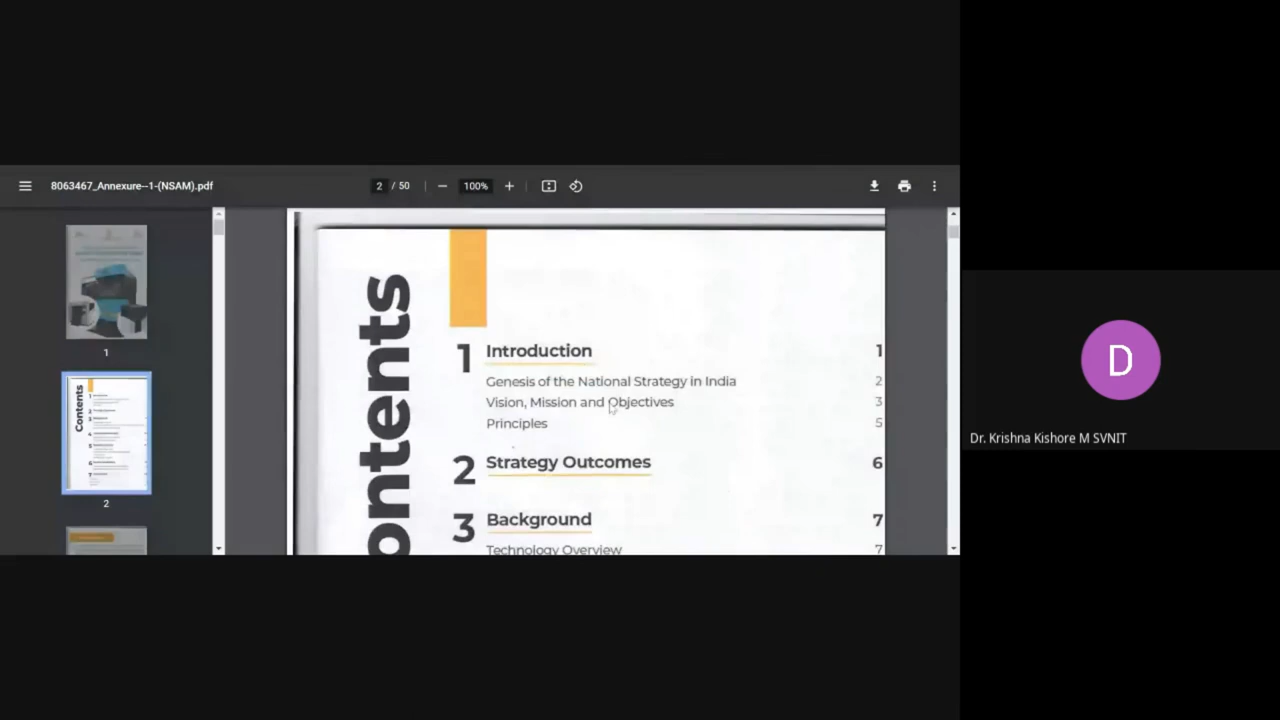 8063467_Annexure--1-(NSAM).pdf
2 / 50
100%
1
2
Contents
1 Introduction 1
Genesis of the National Strategy in India 2
Vision, Mission and Objectives 3
Principles 5
2 Strategy Outcomes 6
3 Background 7
Technology Overview 7
ontents
D
Dr. Krishna Kishore M SVNIT